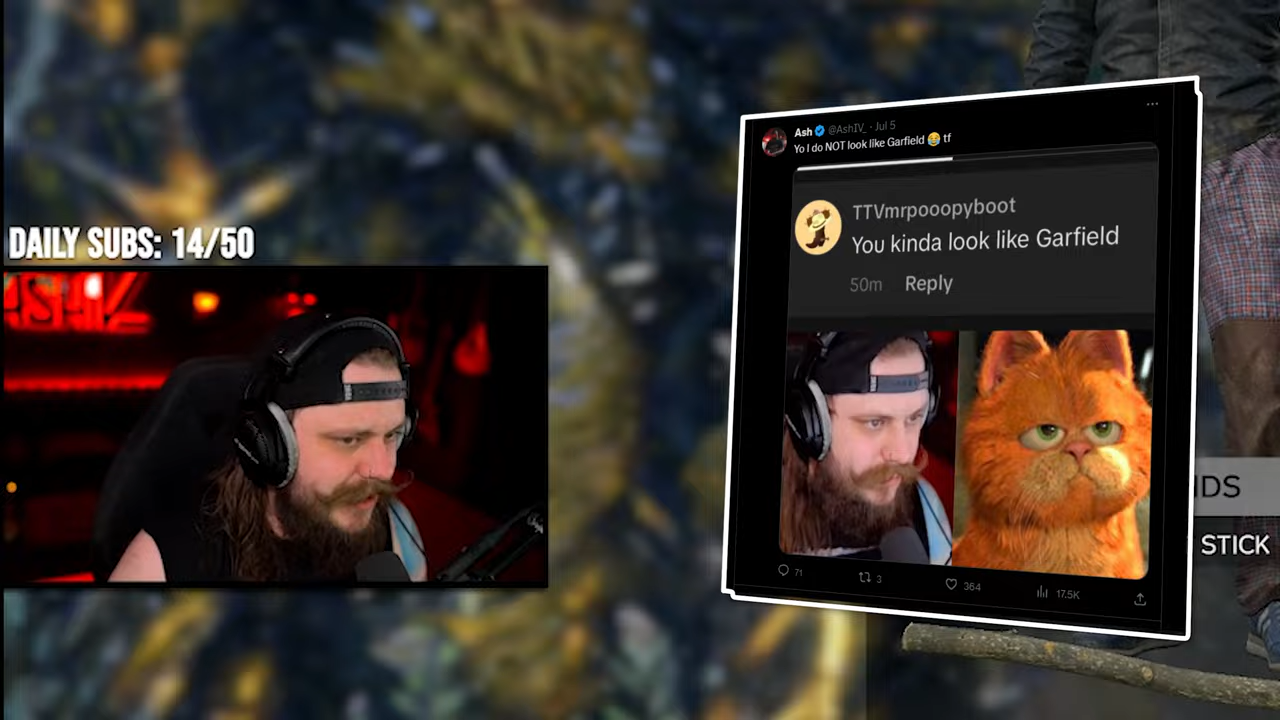 DAILY SUBS: 14/50
Ash @AshIV_ · Jul 5
Yo I do NOT look like Garfield 😂 tf
TTVmrpooopyboot
You kinda look like Garfield
50m Reply
71 3 364 17.5K
STICK